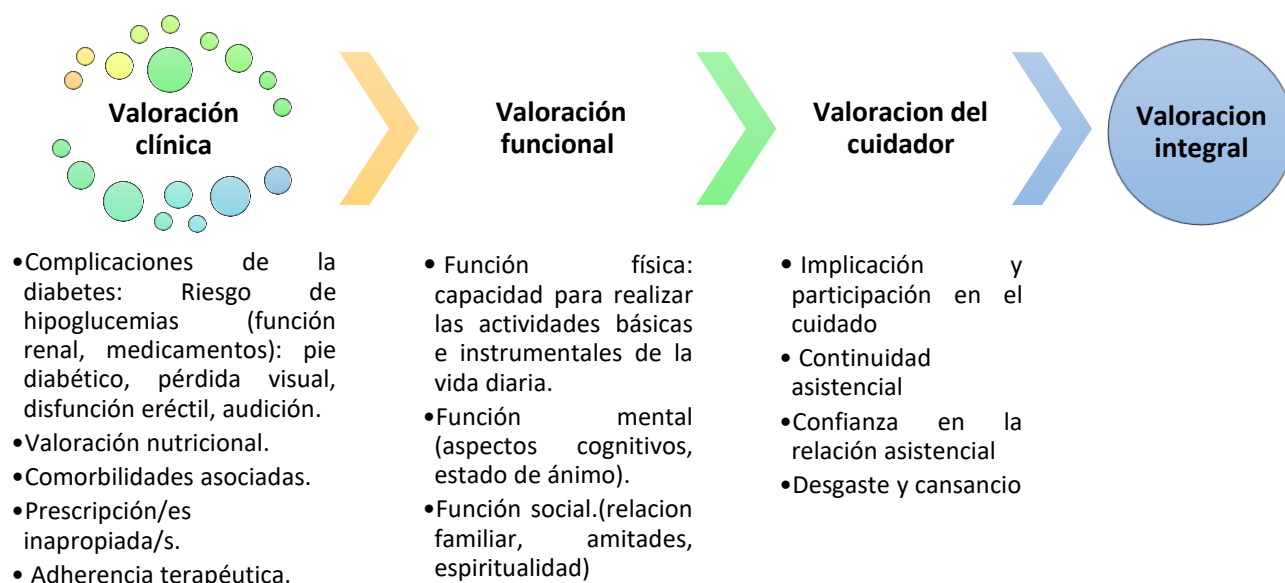 Valoración
clínica
•Complicaciones de la
diabetes: Riesgo de
hipoglucemias (función
renal, medicamentos): pie
diabético, pérdida visual,
disfunción eréctil, audición.
•Valoración nutricional.
•Comorbilidades asociadas.
•Prescripción/es
inapropiada/s.
• Adherencia terapéutica.
Valoración
funcional
• Función física:
capacidad para realizar
las actividades básicas
e instrumentales de la
vida diaria.
•Función mental
(aspectos cognitivos,
estado de ánimo).
•Función social.(relacion
familiar, amitades,
espiritualidad)
Valoracion del
cuidador
• Implicación y
participación en el
cuidado
• Continuidad
asistencial
•Confianza en la
relación asistencial
•Desgaste y cansancio
Valoracion
integral